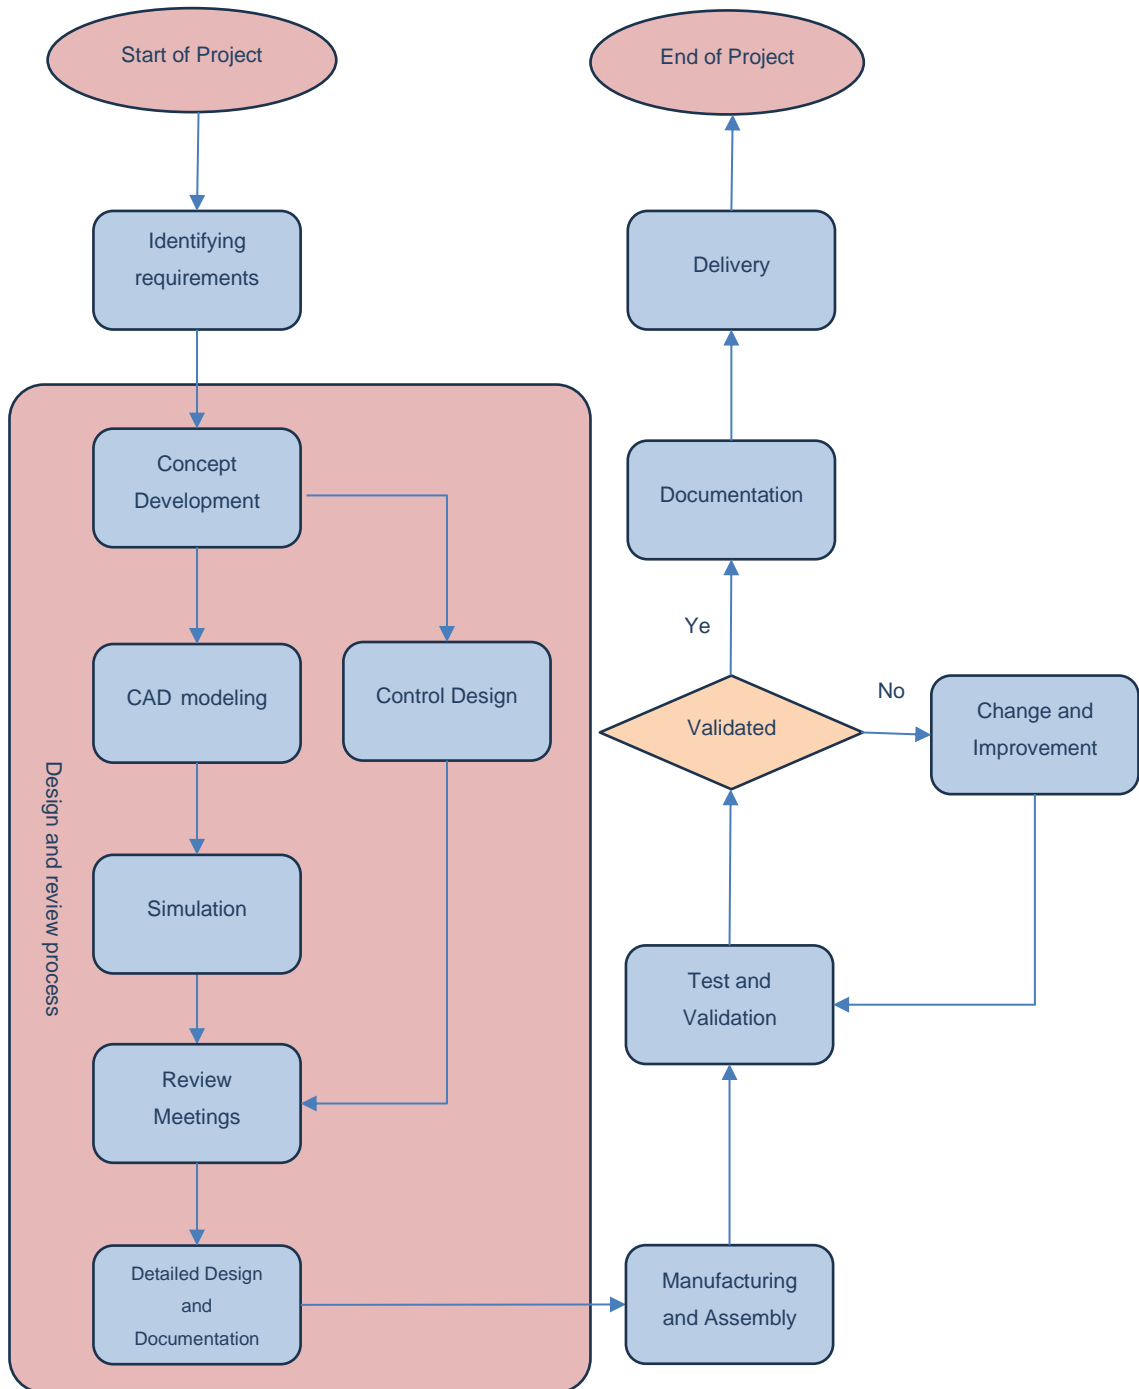 Start of Project
Identifying
requirements
Design and review process
Concept
Development
CAD modeling
Control Design
Simulation
Review
Meetings
Detailed Design
and
Documentation
Manufacturing
and Assembly
Test and
Validation
Validated
No
Change and
Improvement
Ye
Documentation
Delivery
End of Project